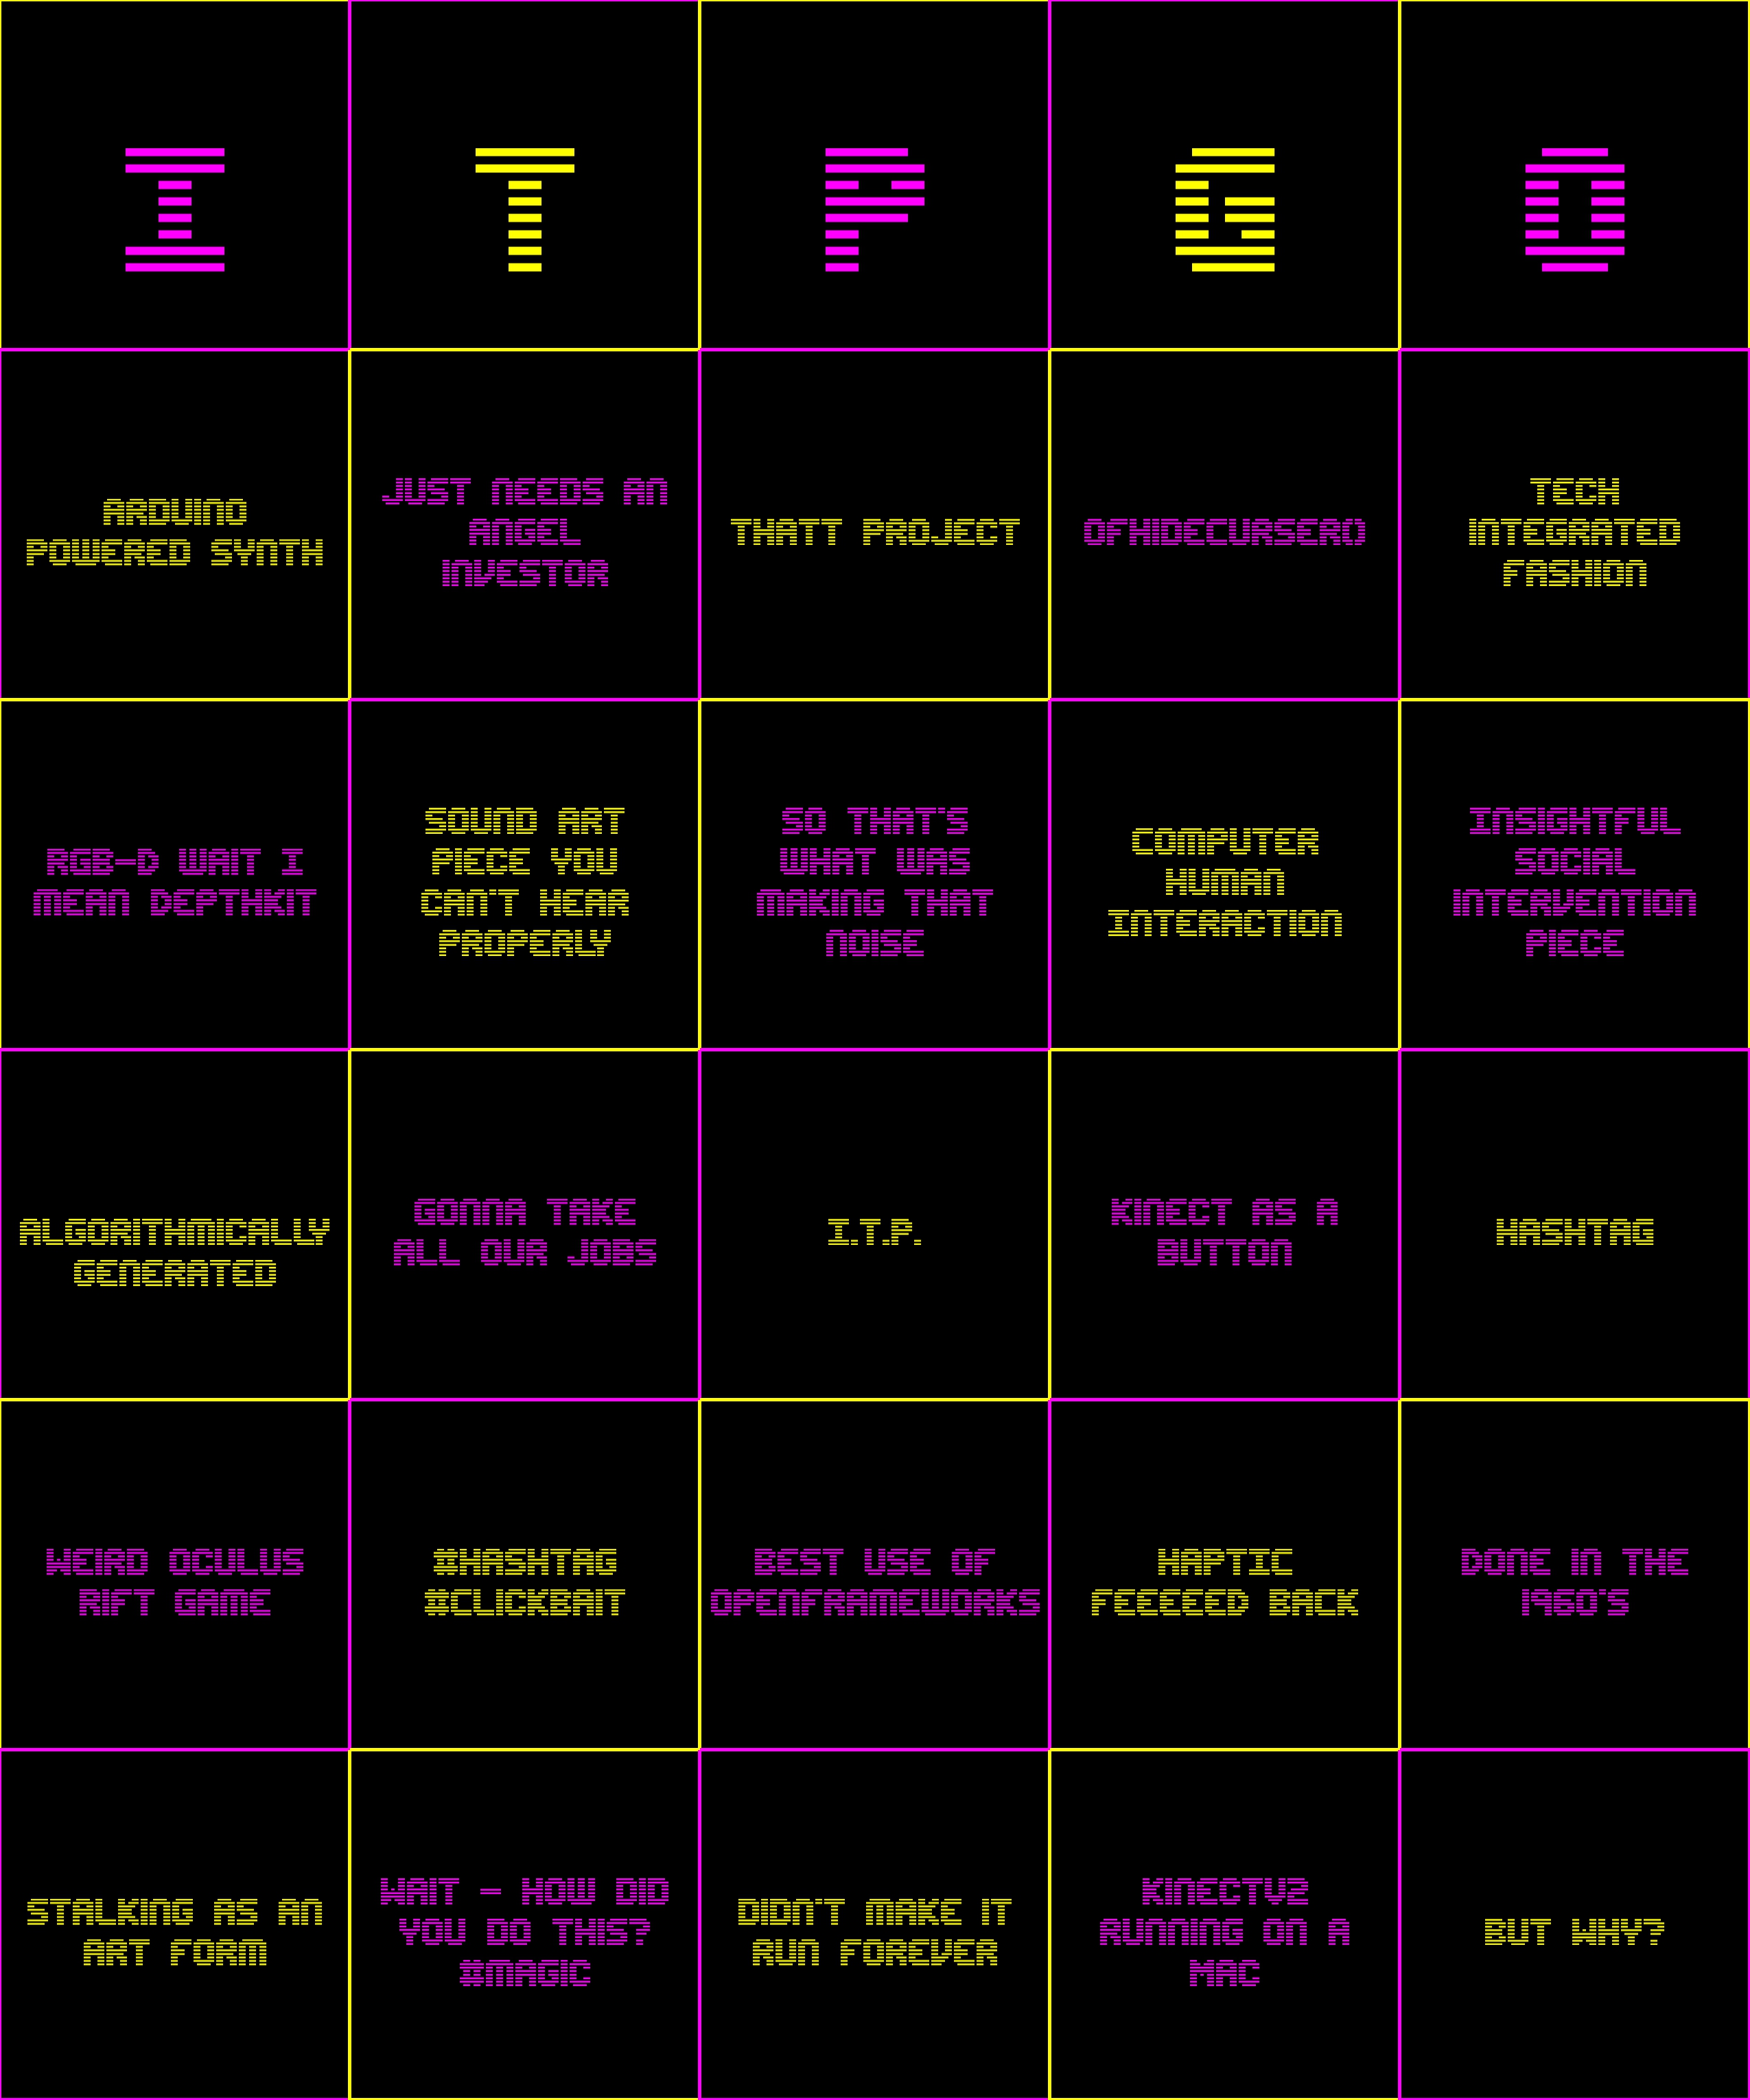 I
T
P
G
O
ARDUINO
POWERED SYNTH
JUST NEEDS AN
ANGEL
INVESTOR
THATT PROJECT
OFHIDECURSER()
TECH
INTEGRATED
FASHION
RGB-D WAIT I
MEAN DEPTHKIT
SOUND ART
PIECE YOU
CAN'T HEAR
PROPERLY
SO THAT'S
WHAT WAS
MAKING THAT
NOISE
COMPUTER
HUMAN
INTERACTION
INSIGHTFUL
SOCIAL
INTERVENTION
PIECE
ALGORITHMICALLY
GENERATED
GONNA TAKE
ALL OUR JOBS
I.T.P.
KINECT AS A
BUTTON
HASHTAG
WEIRD OCULUS
RIFT GAME
#HASHTAG
#CLICKBAIT
BEST USE OF
OPENFRAMEWORKS
HAPTIC
FEEEEED BACK
DONE IN THE
1960'S
STALKING AS AN
ART FORM
WAIT - HOW DID
YOU DO THIS?
#MAGIC
DIDN'T MAKE IT
RUN FOREVER
KINECTV2
RUNNING ON A
MAC
BUT WHY?